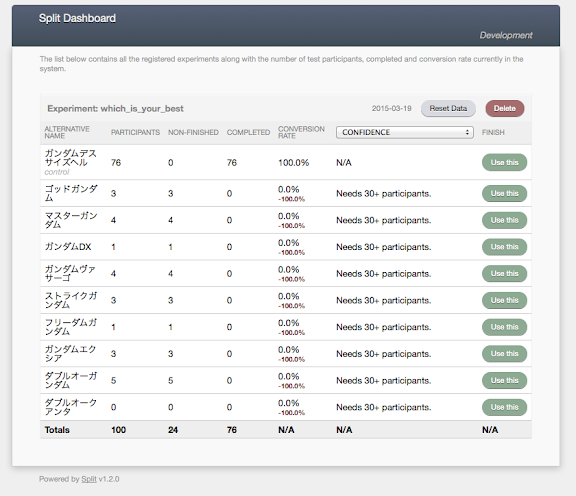 Split Dashboard
Development
The list below contains all the registered experiments along with the number of test participants, completed and conversion rate currently in the
system.
Experiment: which_is_your_best 2015-03-19 Reset Data Delete
ALTERNATIVE
NAME PARTICIPANTS NON-FINISHED COMPLETED CONVERSION
RATE CONFIDENCE FINISH
ガンダムデス
サイズヘル
control 76 0 76 100.0% N/A Use this
ゴッドガンダ
ム 3 3 0 0.0%
-100.0% Needs 30+ participants. Use this
マスターガン
ダム 4 4 0 0.0%
-100.0% Needs 30+ participants. Use this
ガンダムDX 1 1 0 0.0%
-100.0% Needs 30+ participants. Use this
ガンダムヴァ
サーゴ 4 4 0 0.0%
-100.0% Needs 30+ participants. Use this
ストライクガ
ンダム 3 3 0 0.0%
-100.0% Needs 30+ participants. Use this
フリーダムガ
ンダム 1 1 0 0.0%
-100.0% Needs 30+ participants. Use this
ガンダムエク
シア 3 3 0 0.0%
-100.0% Needs 30+ participants. Use this
ダブルオーガ
ンダム 5 5 0 0.0%
-100.0% Needs 30+ participants. Use this
ダブルオーク
アンタ 0 0 0 0.0%
-100.0% Needs 30+ participants. Use this
Totals 100 24 76 N/A N/A N/A
Powered by Split v1.2.0